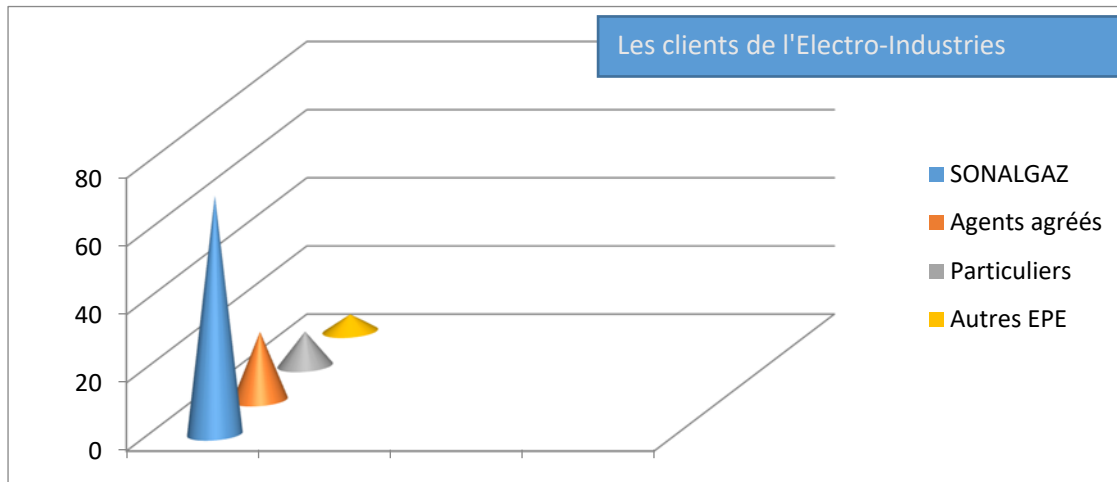 Les clients de l'Electro-Industries
80
60
40
20
0
SONALGAZ
Agents agréés
Particuliers
Autres EPE